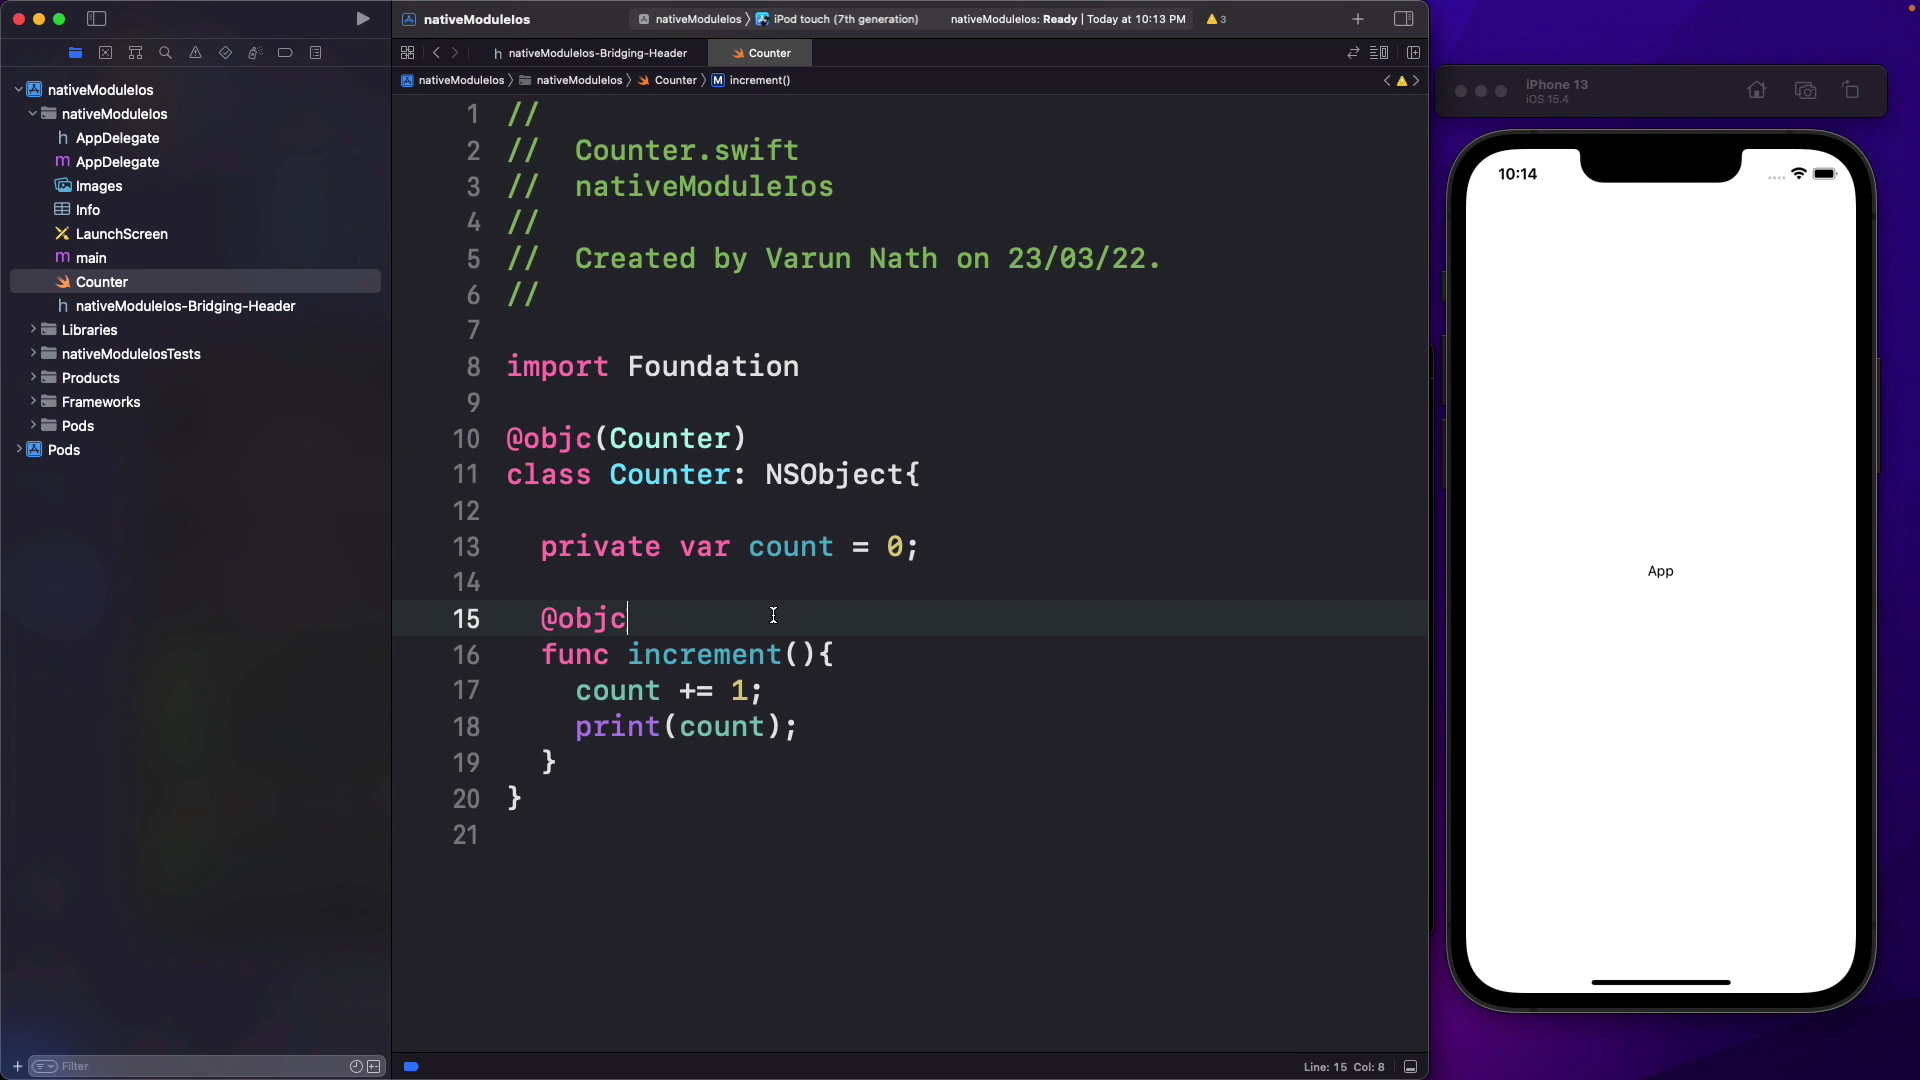 nativeModuleIos
nativeModuleIos
iPod touch (7th generation)
nativeModuleIos: Ready | Today at 10:13 PM
3
nativeModuleIos-Bridging-Header
Counter
nativeModuleIos
nativeModuleIos
Counter
M
increment()
nativeModuleIos
nativeModuleIos
h AppDelegate
m AppDelegate
Images
Info
LaunchScreen
m main
Counter
h nativeModuleIos-Bridging-Header
Libraries
nativeModuleIosTests
Products
Frameworks
Pods
Pods
Filter
1 //
2 //  Counter.swift
3 //  nativeModuleIos
4 //
5 //  Created by Varun Nath on 23/03/22.
6 //
7
8 import Foundation
9
10 @objc(Counter)
11 class Counter: NSObject{
12
13   private var count = 0;
14
15   @objc
16   func increment(){
17     count += 1;
18     print(count);
19   }
20 }
21
Line: 15 Col: 8
iPhone 13
iOS 15.4
10:14
App